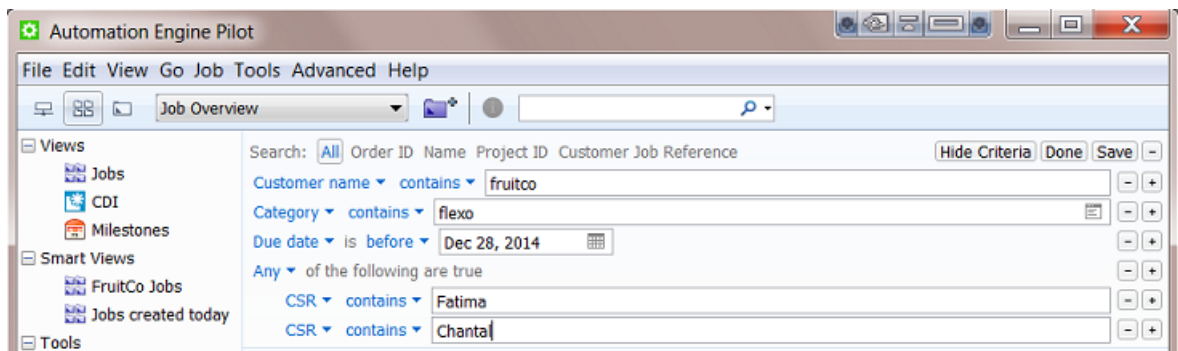 Automation Engine Pilot
File Edit View Go Job Tools Advanced Help
Job Overview
Views
Jobs
CDI
Milestones
Smart Views
FruitCo Jobs
Jobs created today
Tools
Search: All Order ID Name Project ID Customer Job Reference Hide Criteria Done Save
Customer name contains fruitco
Category contains flexo
Due date is before Dec 28, 2014
Any of the following are true
CSR contains Fatima
CSR contains Chantal